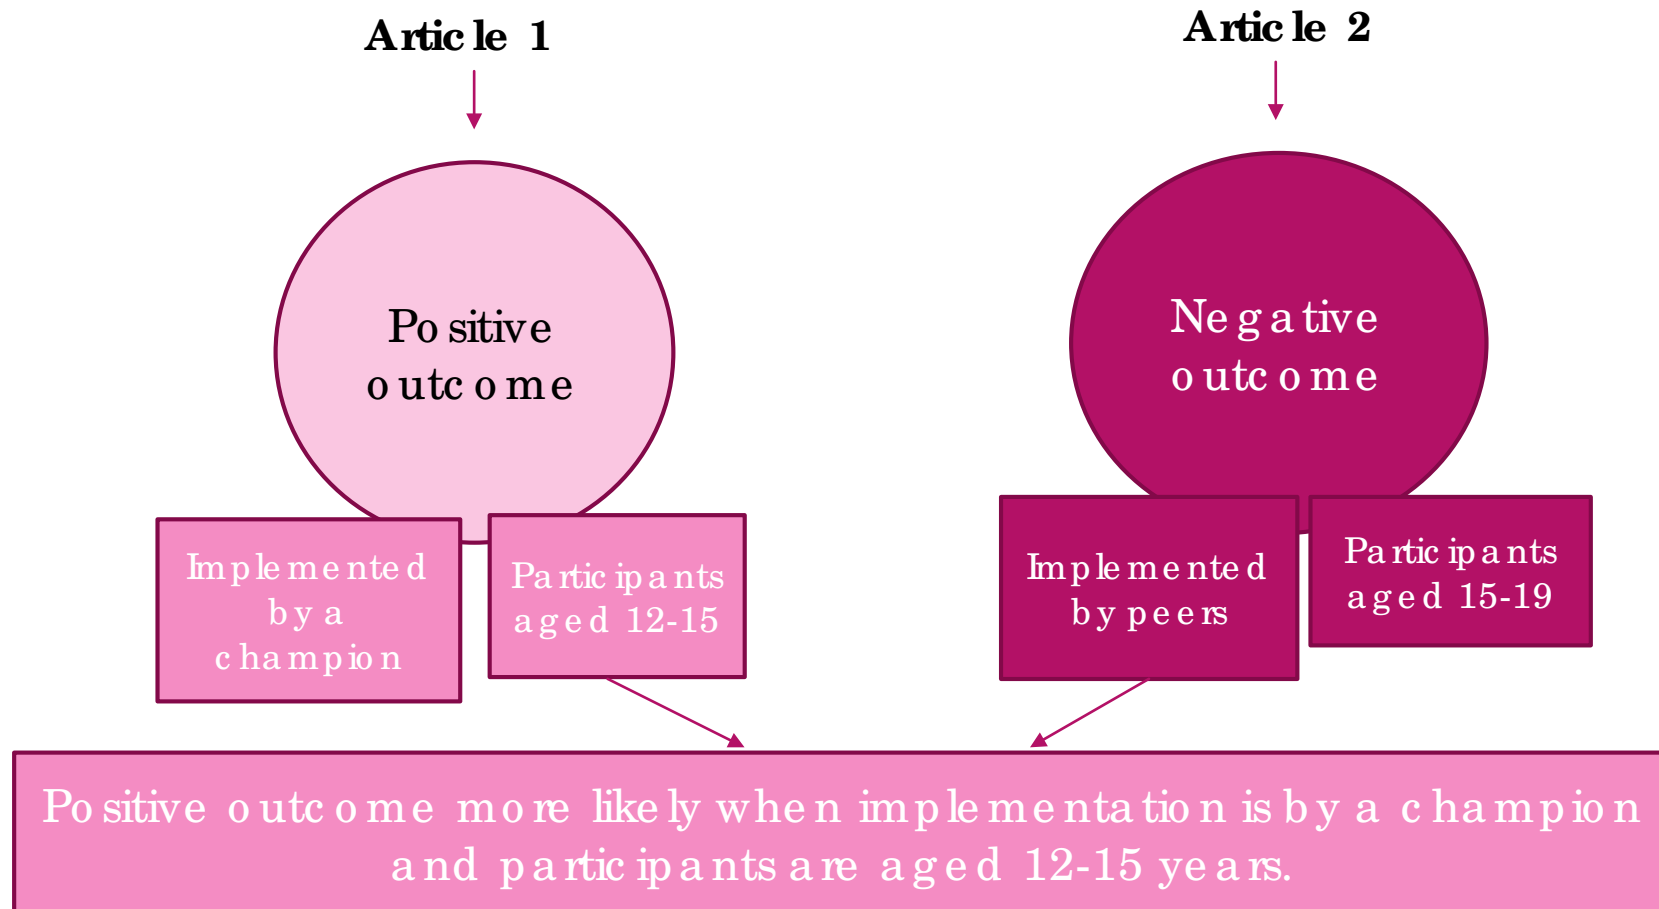 Article 1
Article 2
Positive
outcome
Negative
outcome
Implemented
by a
champion
Participants
aged 12-15
Implemented
by peers
Participants
aged 15-19
Positive outcome more likely when implementation is by a champion
and participants are aged 12-15 years.